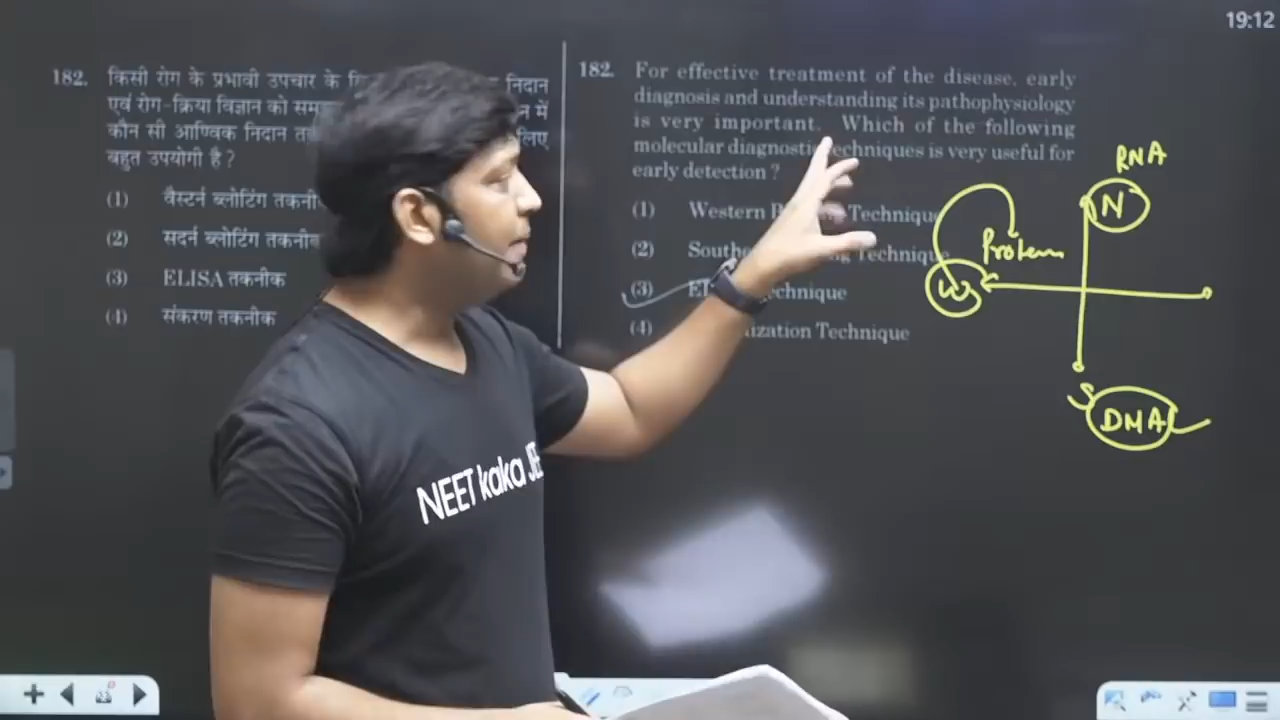 19:12
182. किसी रोग के प्रभावी उपचार के निदान
एवं रोग-क्रिया विज्ञान को में
कौन सी आण्विक निदान लिए
बहुत उपयोगी है ?
(1) वैस्टर्न ब्लोटिंग
(2) सदर्न ब्लोटिंग
(3) ELISA तकनीक
(4) संकरण तकनीक
182. For effective treatment of the disease, early
diagnosis and understanding its pathophysiology
is very important. Which of the following
molecular diagnostic techniques is very useful for
early detection ?
(1) Western Technique
(2) Technique
(3)
(4) Technique
RNA
N
Protein
W
S
DNA
NEET kaka JEE